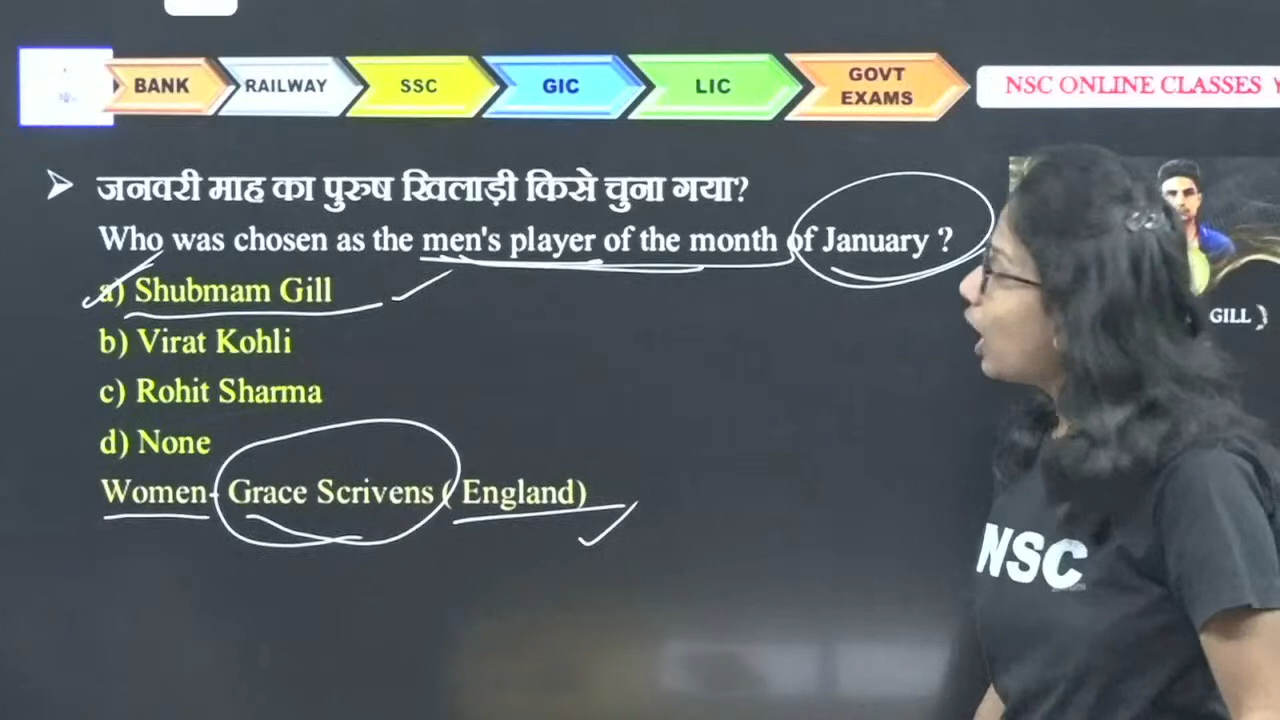 BANK
RAILWAY
SSC
GIC
LIC
GOVT
EXAMS
NSC ONLINE CLASSES
जनवरी माह का पुरुष खिलाड़ी किसे चुना गया?
Who was chosen as the men's player of the month of January ?
a) Shubmam Gill
b) Virat Kohli
c) Rohit Sharma
d) None
Women- Grace Scrivens ( England)
GILL }
NSC